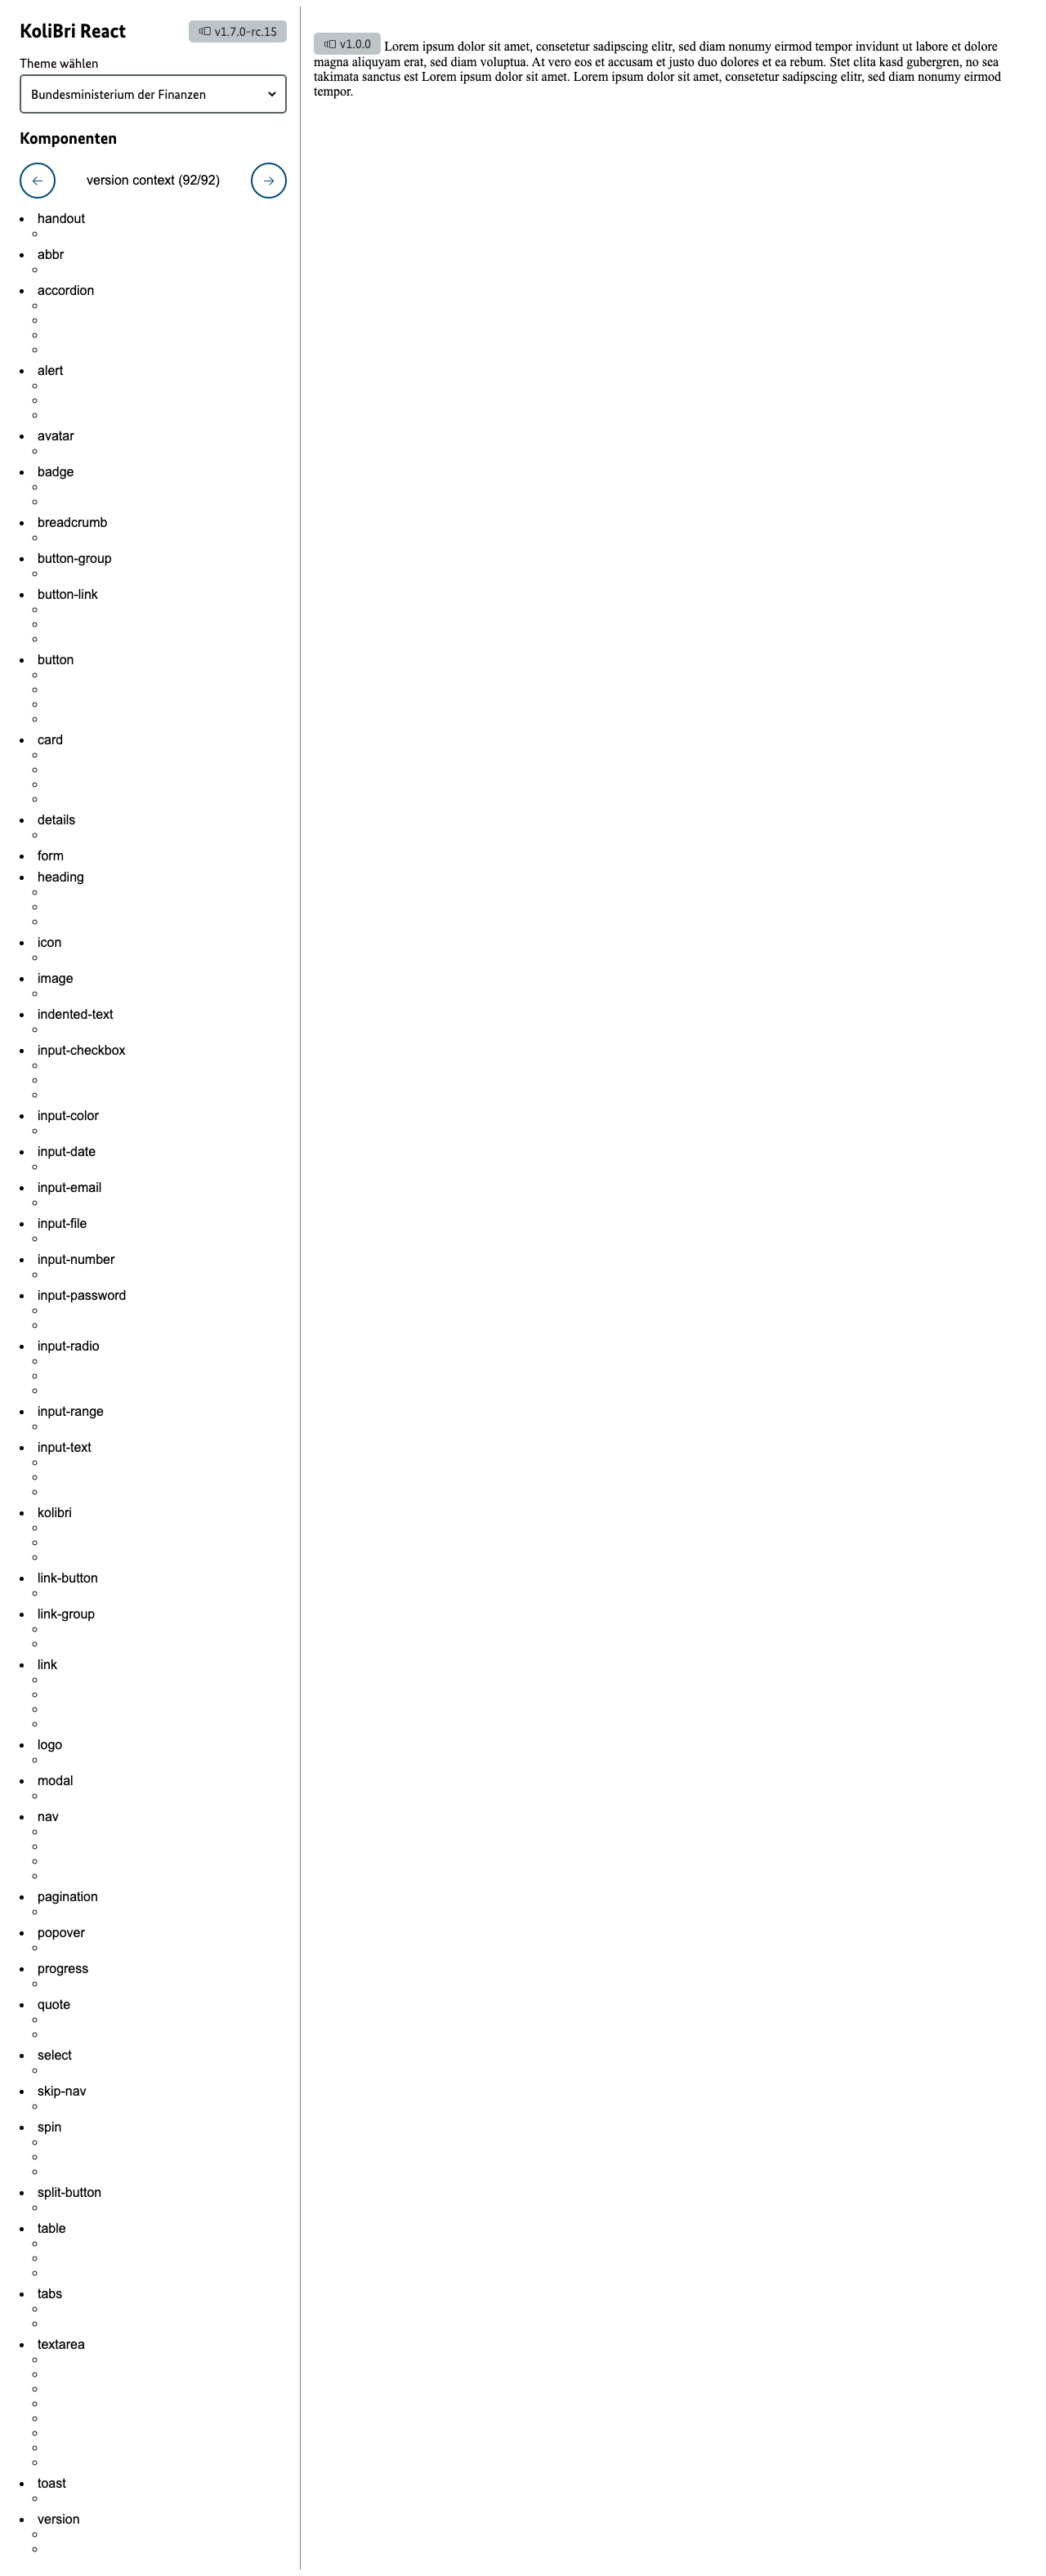 KoliBri React
v1.7.0-rc.15
Theme wählen
Bundesministerium der Finanzen
Komponenten
version context (92/92)
handout
abbr
accordion
alert
avatar
badge
breadcrumb
button-group
button-link
button
card
details
form
heading
icon
image
indented-text
input-checkbox
input-color
input-date
input-email
input-file
input-number
input-password
input-radio
input-range
input-text
kolibri
link-button
link-group
link
logo
modal
nav
pagination
popover
progress
quote
select
skip-nav
spin
split-button
table
tabs
textarea
toast
version
v1.0.0 Lorem ipsum dolor sit amet, consetetur sadipscing elitr, sed diam nonumy eirmod tempor invidunt ut labore et dolore
magna aliquyam erat, sed diam voluptua. At vero eos et accusam et justo duo dolores et ea rebum. Stet clita kasd gubergren, no sea
takimata sanctus est Lorem ipsum dolor sit amet. Lorem ipsum dolor sit amet, consetetur sadipscing elitr, sed diam nonumy eirmod
tempor.